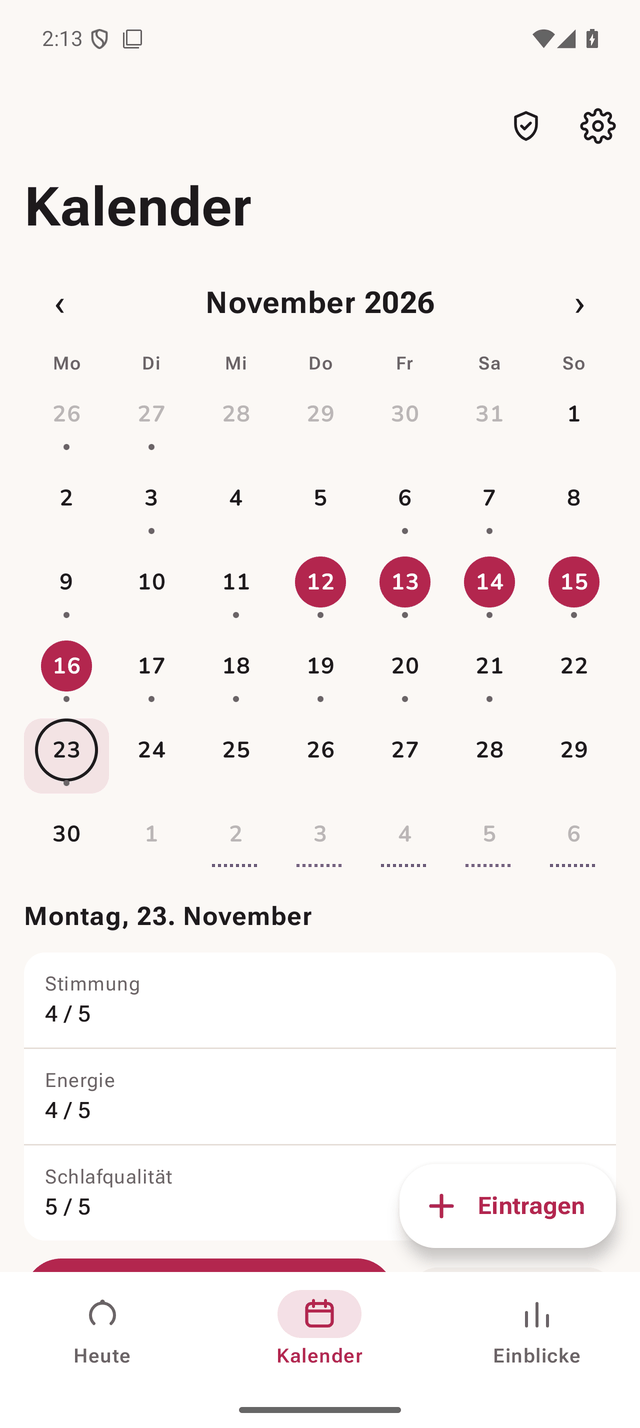 2:13
Kalender
‹ November 2026 ›
Mo Di Mi Do Fr Sa So
26 27 28 29 30 31 1
2 3 4 5 6 7 8
9 10 11 12 13 14 15
16 17 18 19 20 21 22
23 24 25 26 27 28 29
30 1 2 3 4 5 6
Montag, 23. November
Stimmung
4 / 5
Energie
4 / 5
Schlafqualität
5 / 5
+ Eintragen
Heute Kalender Einblicke